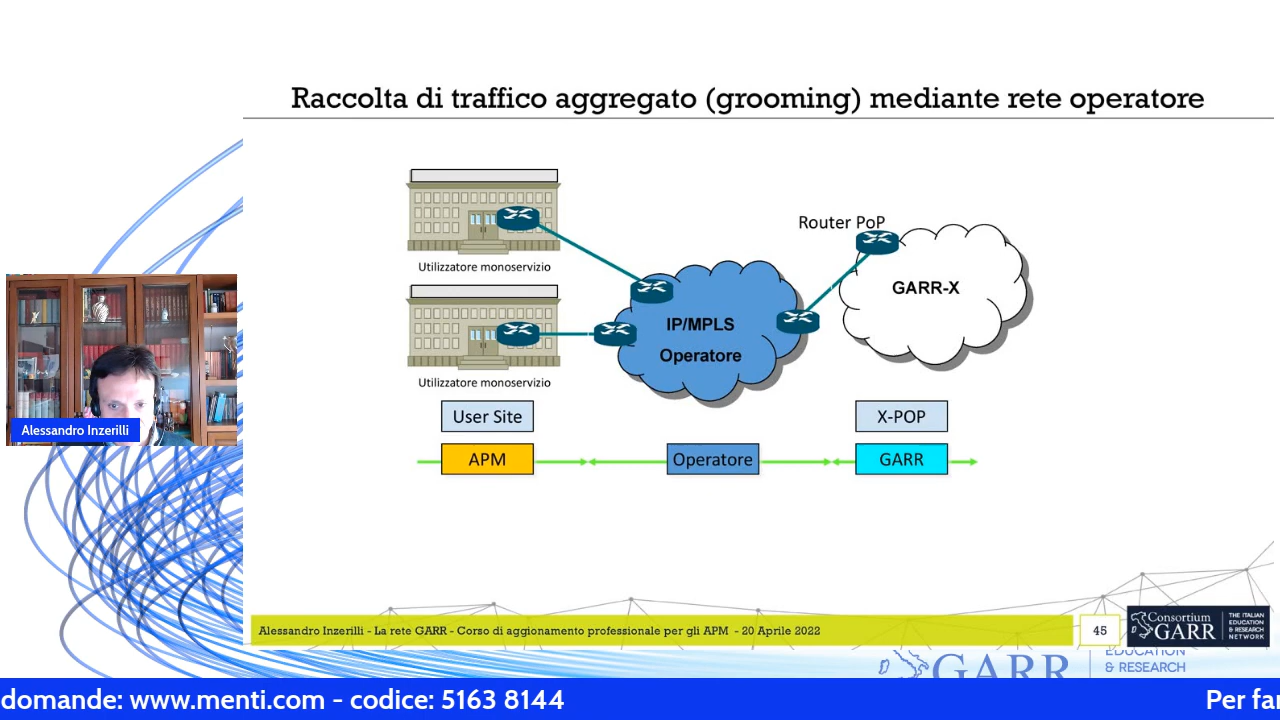 Raccolta di traffico aggregato (grooming) mediante rete operatore
Utilizzatore monoservizio
Router PoP
GARR-X
IP/MPLS
Operatore
Utilizzatore monoservizio
User Site
X-POP
APM
Operatore
GARR
Alessandro Inzerilli
Alessandro Inzerilli - La rete GARR - Corso di aggionamento professionale per gli APM - 20 Aprile 2022
45
Consortium
GARR
THE ITALIAN
EDUCATION
& RESEARCH
NETWORK
GARR
EDUCATION
& RESEARCH
domande: www.menti.com - codice: 5163 8144
Per far